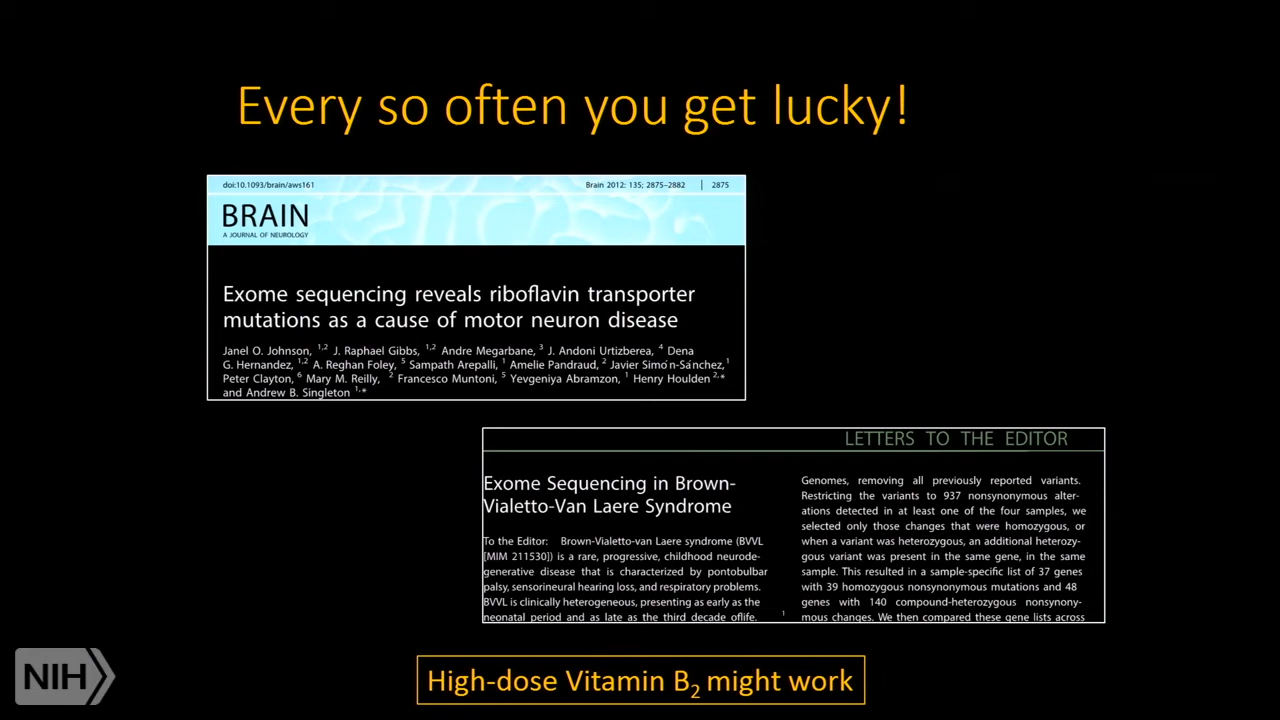 Every so often you get lucky!
doi:10.1093/brain/aws161
Brain 2012: 135; 2875–2882 | 2875
BRAIN
A JOURNAL OF NEUROLOGY
Exome sequencing reveals riboflavin transporter
mutations as a cause of motor neuron disease
Janel O. Johnson, 1,2 J. Raphael Gibbs, 1,2 Andre Megarbane, 3 J. Andoni Urtizberea, 4 Dena
G. Hernandez, 1,2 A. Reghan Foley, 5 Sampath Arepalli, 1 Amelie Pandraud, 2 Javier Simón-Sánchez, 1
Peter Clayton, 6 Mary M. Reilly, 2 Francesco Muntoni, 5 Yevgeniya Abramzon, 1 Henry Houlden 2,*
and Andrew B. Singleton 1,*
LETTERS TO THE EDITOR
Exome Sequencing in Brown-
Vialetto-Van Laere Syndrome
To the Editor: Brown-Vialetto-van Laere syndrome (BVVL
[MIM 211530]) is a rare, progressive, childhood neurode-
generative disease that is characterized by pontobulbar
palsy, sensorineural hearing loss, and respiratory problems.
BVVL is clinically heterogeneous, presenting as early as the
neonatal period and as late as the third decade oflife. 1
Genomes, removing all previously reported variants.
Restricting the variants to 937 nonsynonymous alter-
ations detected in at least one of the four samples, we
selected only those changes that were homozygous, or
when a variant was heterozygous, an additional heterozy-
gous variant was present in the same gene, in the same
sample. This resulted in a sample-specific list of 37 genes
with 39 homozygous nonsynonymous mutations and 48
genes with 140 compound-heterozygous nonsynony-
mous changes. We then compared these gene lists across
High-dose Vitamin B2 might work
NIH